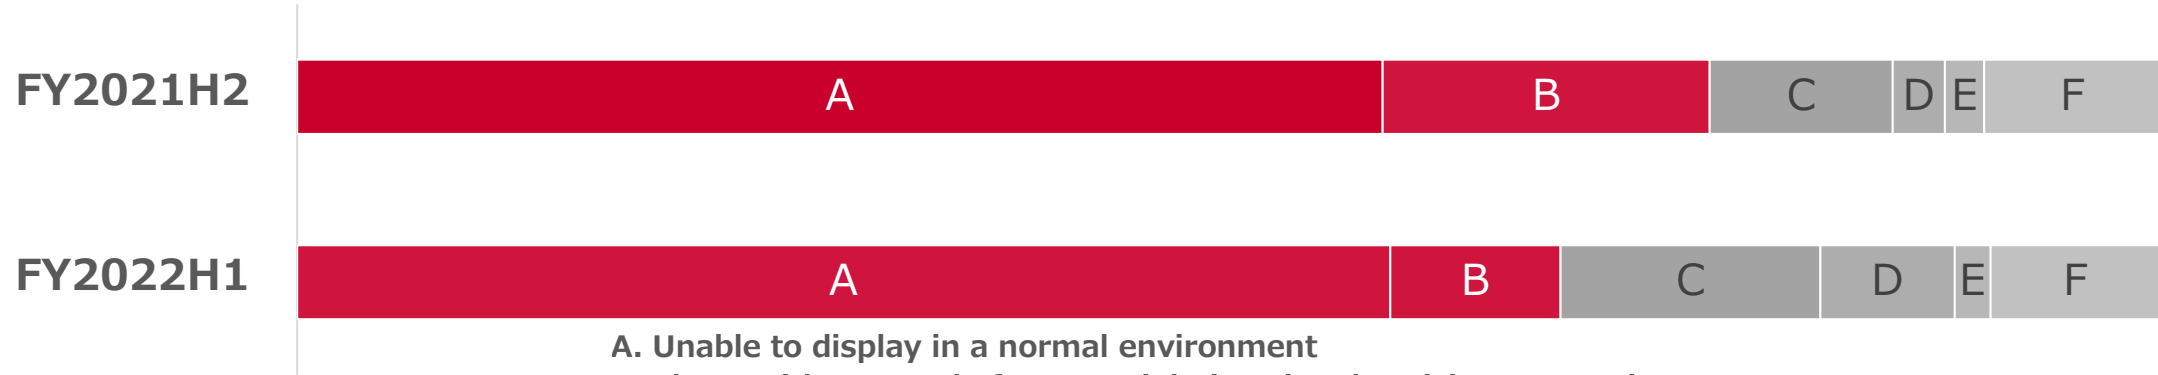 FY2021H2
A B C D E F
FY2022H1
A B C D E F
A. Unable to display in a normal environment